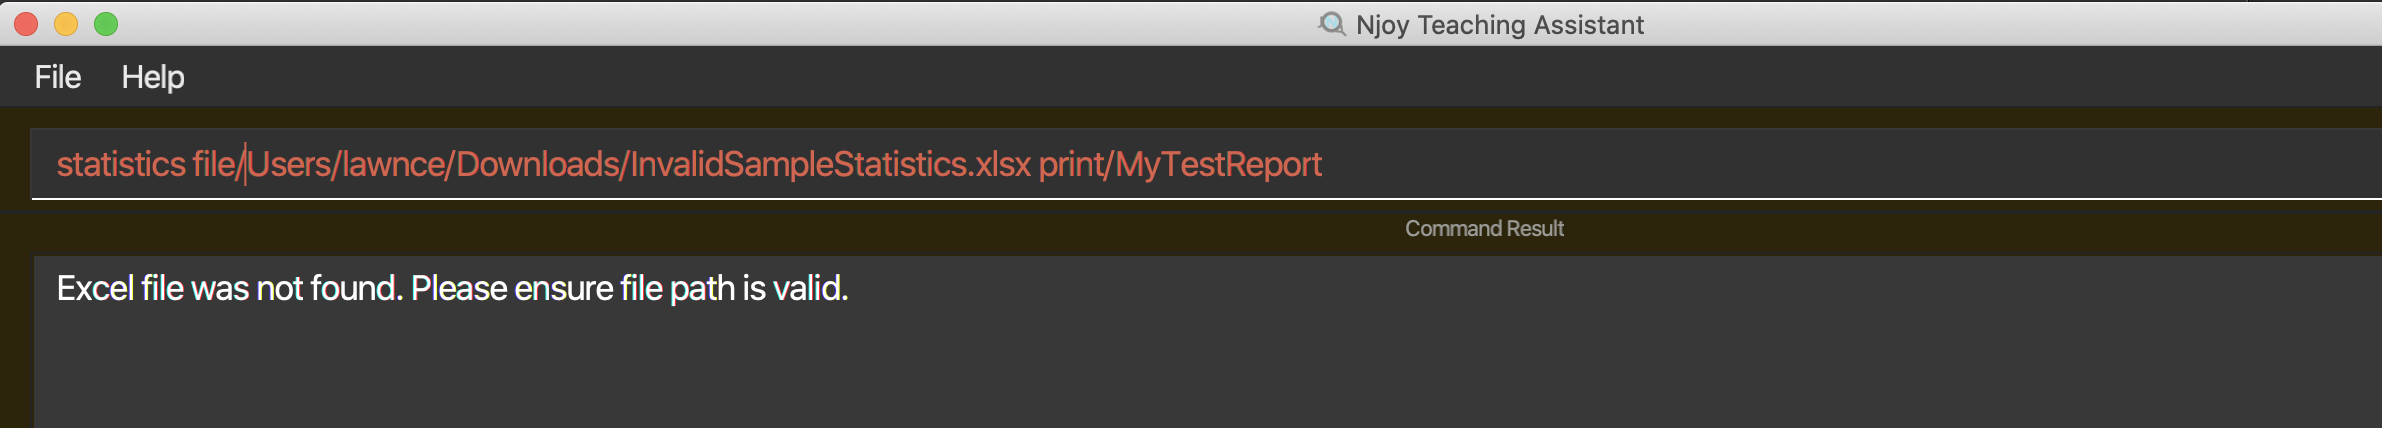 Njoy Teaching Assistant
File Help
statistics file/Users/lawnce/Downloads/InvalidSampleStatistics.xlsx print/MyTestReport
Command Result
Excel file was not found. Please ensure file path is valid.